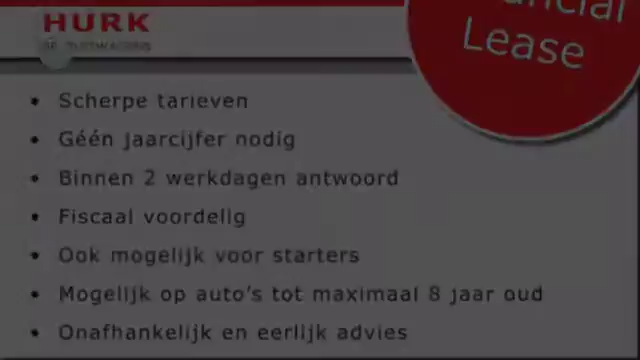 HURK
Lease
• Scherpe tarieven
• Géén jaarcijfer nodig
• Binnen 2 werkdagen antwoord
• Fiscaal voordelig
• Ook mogelijk voor starters
• Mogelijk op auto's tot maximaal 8 jaar oud
• Onafhankelijk en eerlijk advies